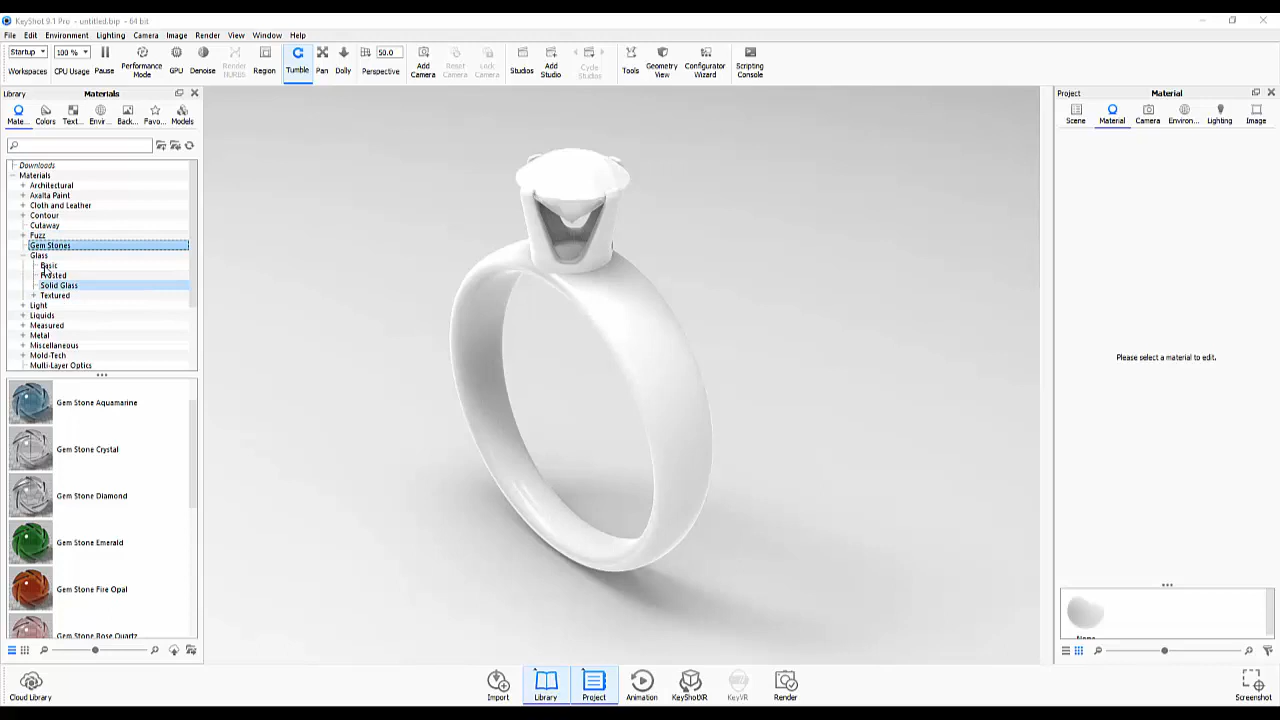 KeyShot 9.1 Pro - untitled.bip - 64 bit
File Edit Environment Lighting Camera Image Render View Window Help
Startup 100 % 50.0
Workspaces CPU Usage Pause Performance Mode GPU Denoise Render NURBS Region Tumble Pan Dolly Perspective Add Camera Reset Camera Lock Camera Studios Add Studio Cycle Studios Tools Geometry View Configurator Wizard Scripting Console
Library Materials
Mate... Colors Text... Envir... Back... Favo... Models
Downloads
Materials
Architectural
Axalta Paint
Cloth and Leather
Contour
Cutaway
Fuzz
Gem Stones
Glass
Basic
Frosted
Solid Glass
Textured
Light
Liquids
Measured
Metal
Miscellaneous
Mold-Tech
Multi-Layer Optics
Gem Stone Aquamarine
Gem Stone Crystal
Gem Stone Diamond
Gem Stone Emerald
Gem Stone Fire Opal
Gem Stone Rose Quartz
Project Material
Scene Material Camera Environ... Lighting Image
Please select a material to edit.
Cloud Library
Import Library Project Animation KeyShotXR KeyVR Render
Screenshot